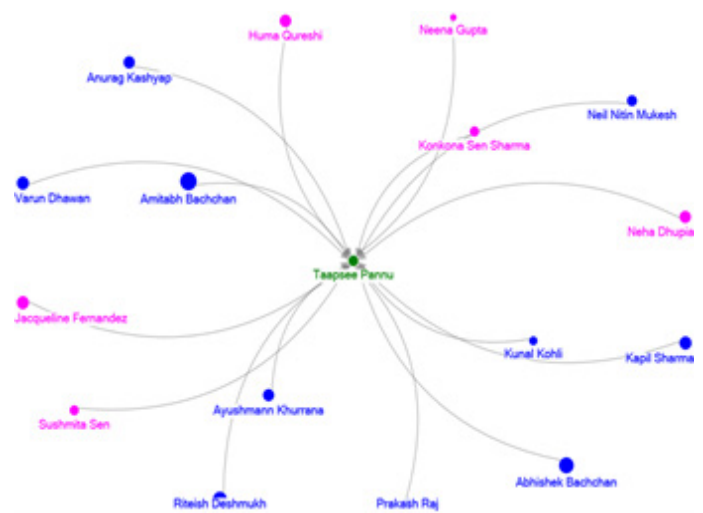 Huma Qureshi
Neena Gupta
Anurag Kashyap
Neil Nitin Mukesh
Konkona Sen Sharma
Varun Dhawan
Amitabh Bachchan
Neha Dhupia
Taapsee Pannu
Jacqueline Fernandez
Kunal Kohli
Kapil Sharma
Ayushmann Khurrana
Sushmita Sen
Abhishek Bachchan
Riteish Deshmukh
Prakash Raj